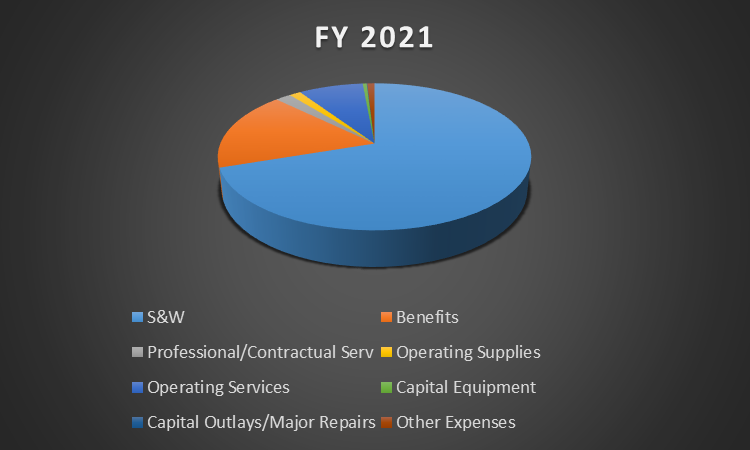 FY 2021
S&W
Benefits
Professional/Contractual Serv
Operating Supplies
Operating Services
Capital Equipment
Capital Outlays/Major Repairs
Other Expenses